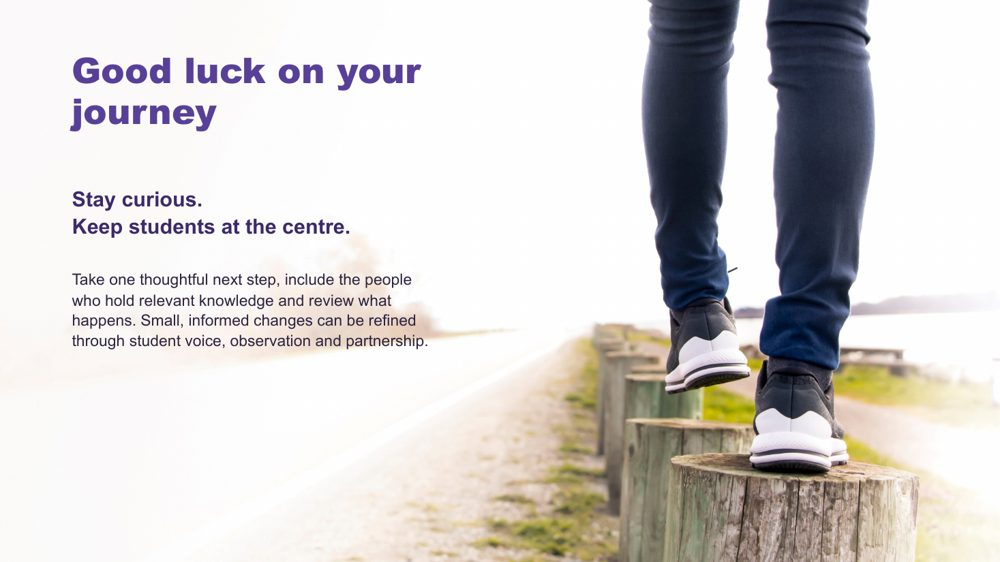 Good luck on your
journey
Stay curious.
Keep students at the centre.
Take one thoughtful next step, include the people
who hold relevant knowledge and review what
happens. Small, informed changes can be refined
through student voice, observation and partnership.